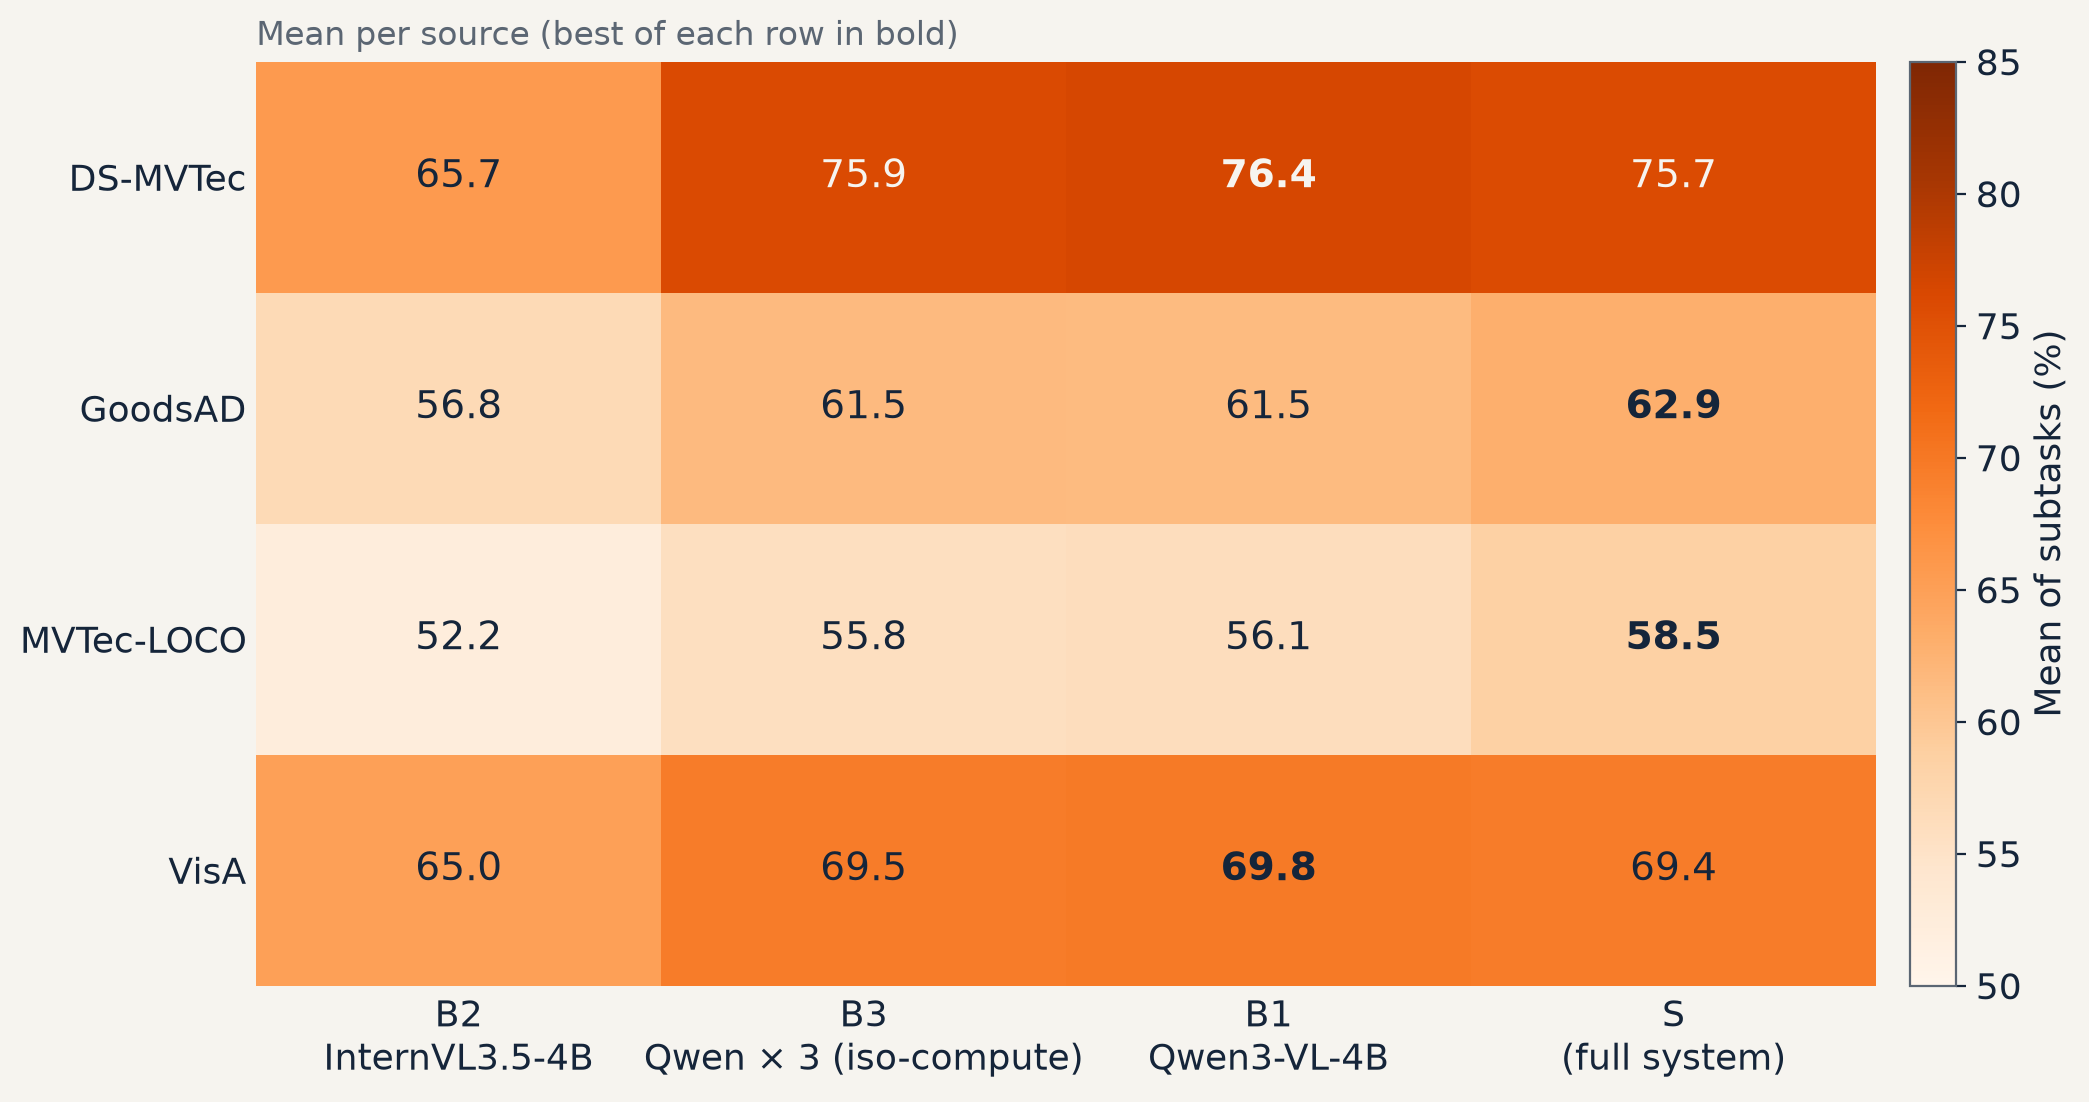 Mean per source (best of each row in bold)
DS-MVTec 65.7 75.9 76.4 75.7
GoodsAD 56.8 61.5 61.5 62.9
MVTec-LOCO 52.2 55.8 56.1 58.5
VisA 65.0 69.5 69.8 69.4
B2 B3 B1 S
InternVL3.5-4B Qwen × 3 (iso-compute) Qwen3-VL-4B (full system)
85
80
75
70
65
60
55
50
Mean of subtasks (%)